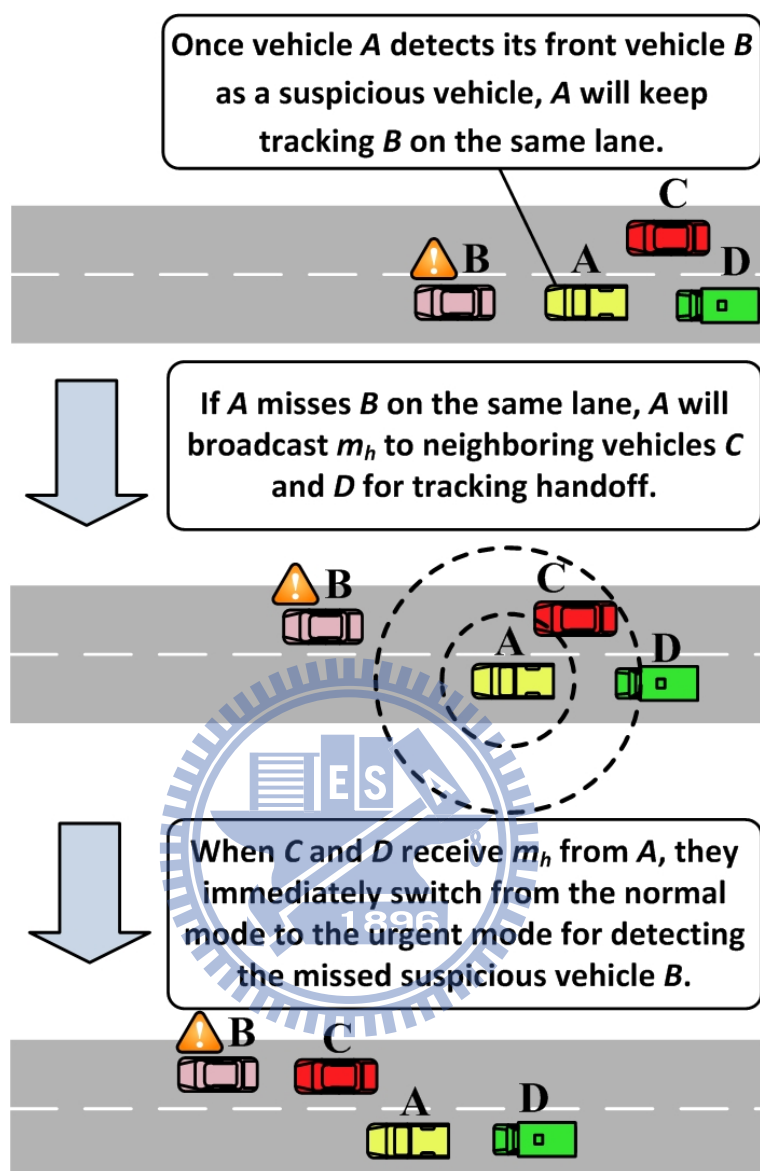 Once vehicle A detects its front vehicle B
as a suspicious vehicle, A will keep
tracking B on the same lane.
C
B
A
D
If A misses B on the same lane, A will
broadcast mh to neighboring vehicles C
and D for tracking handoff.
B
C
A
D
E S
When C and D receive mh from A, they
immediately switch from the normal
mode to the urgent mode for detecting
the missed suspicious vehicle B.
1896
B
C
A
D